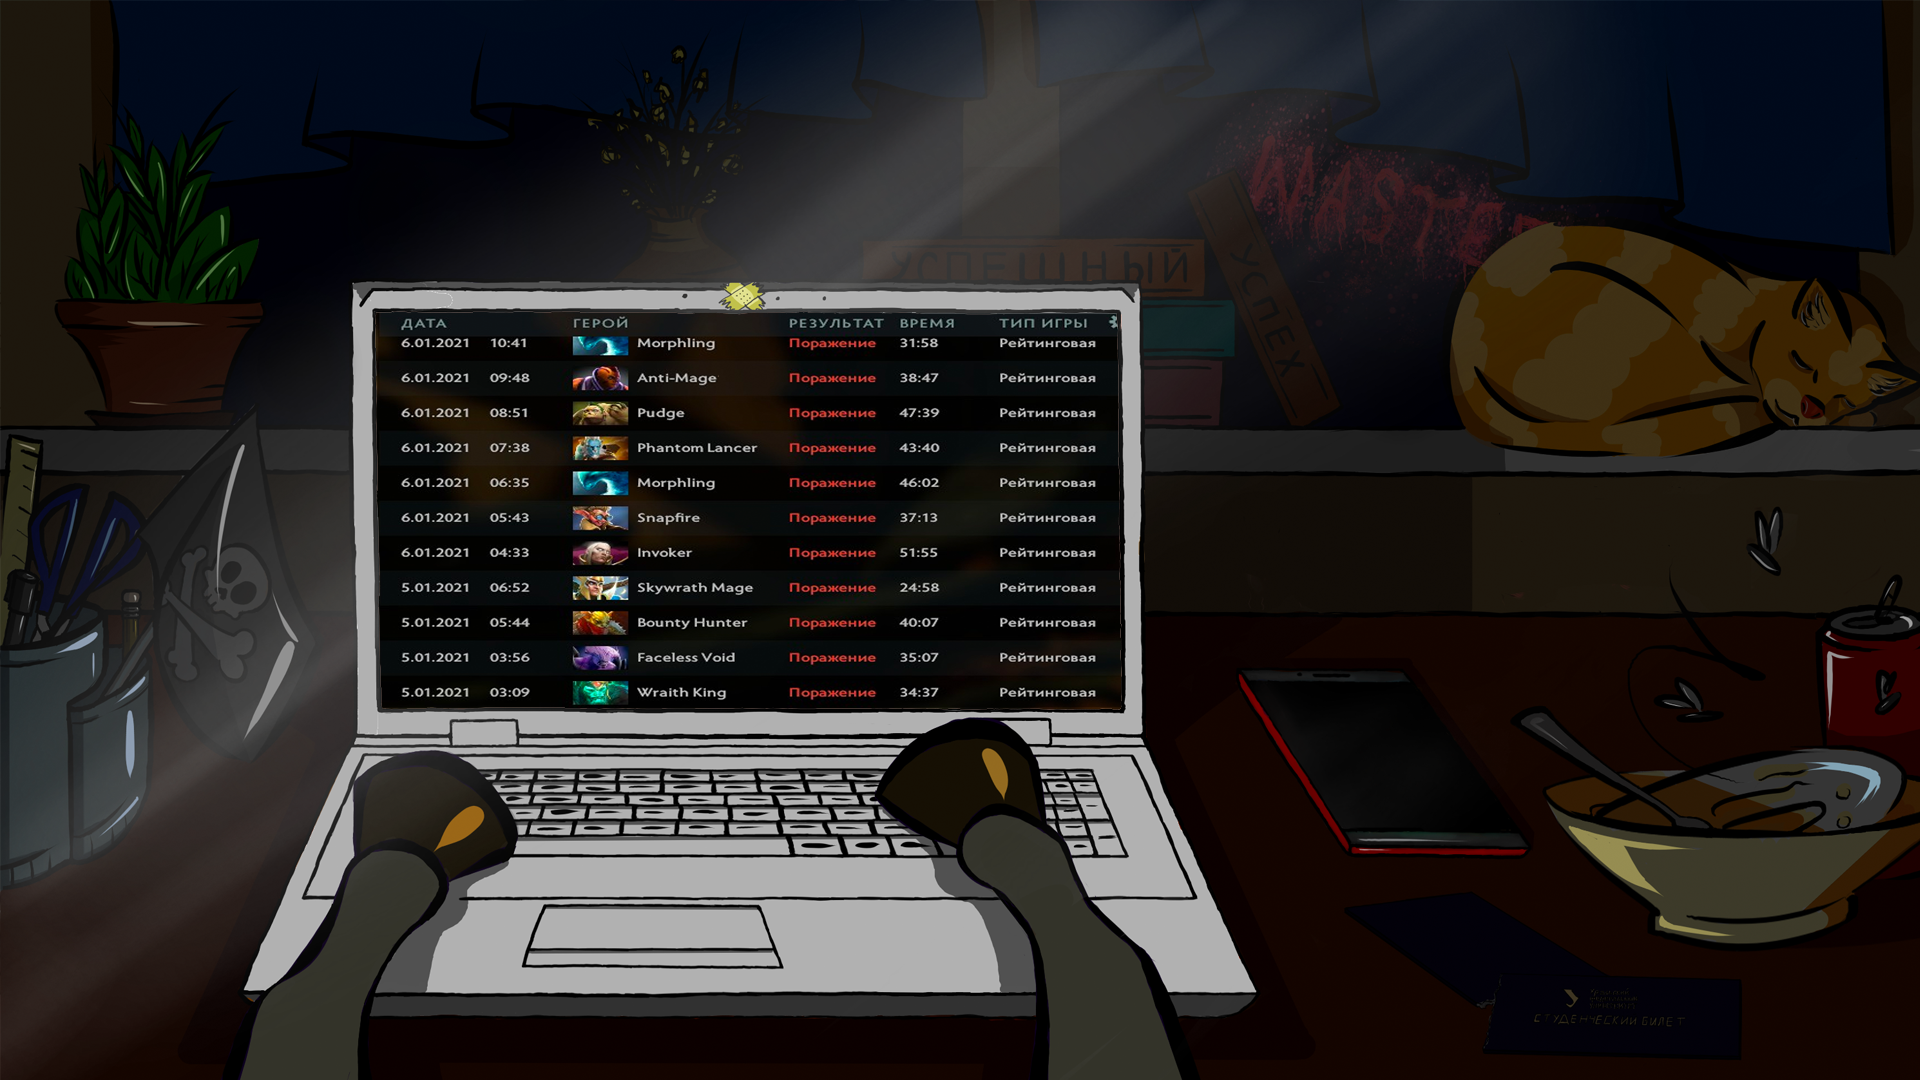 MASTE
УСПЕШНЫЙ
УСПЕХ
ДАТА ГЕРОЙ РЕЗУЛЬТАТ ВРЕМЯ ТИП ИГРЫ
6.01.2021 10:41 Morphling Поражение 31:58 Рейтинговая
6.01.2021 09:48 Anti-Mage Поражение 38:47 Рейтинговая
6.01.2021 08:51 Pudge Поражение 47:39 Рейтинговая
6.01.2021 07:38 Phantom Lancer Поражение 43:40 Рейтинговая
6.01.2021 06:35 Morphling Поражение 46:02 Рейтинговая
6.01.2021 05:43 Snapfire Поражение 37:13 Рейтинговая
6.01.2021 04:33 Invoker Поражение 51:55 Рейтинговая
5.01.2021 06:52 Skywrath Mage Поражение 24:58 Рейтинговая
5.01.2021 05:44 Bounty Hunter Поражение 40:07 Рейтинговая
5.01.2021 03:56 Faceless Void Поражение 35:07 Рейтинговая
5.01.2021 03:09 Wraith King Поражение 34:37 Рейтинговая
СТУДЕНЧЕСКИЙ БИЛЕТ